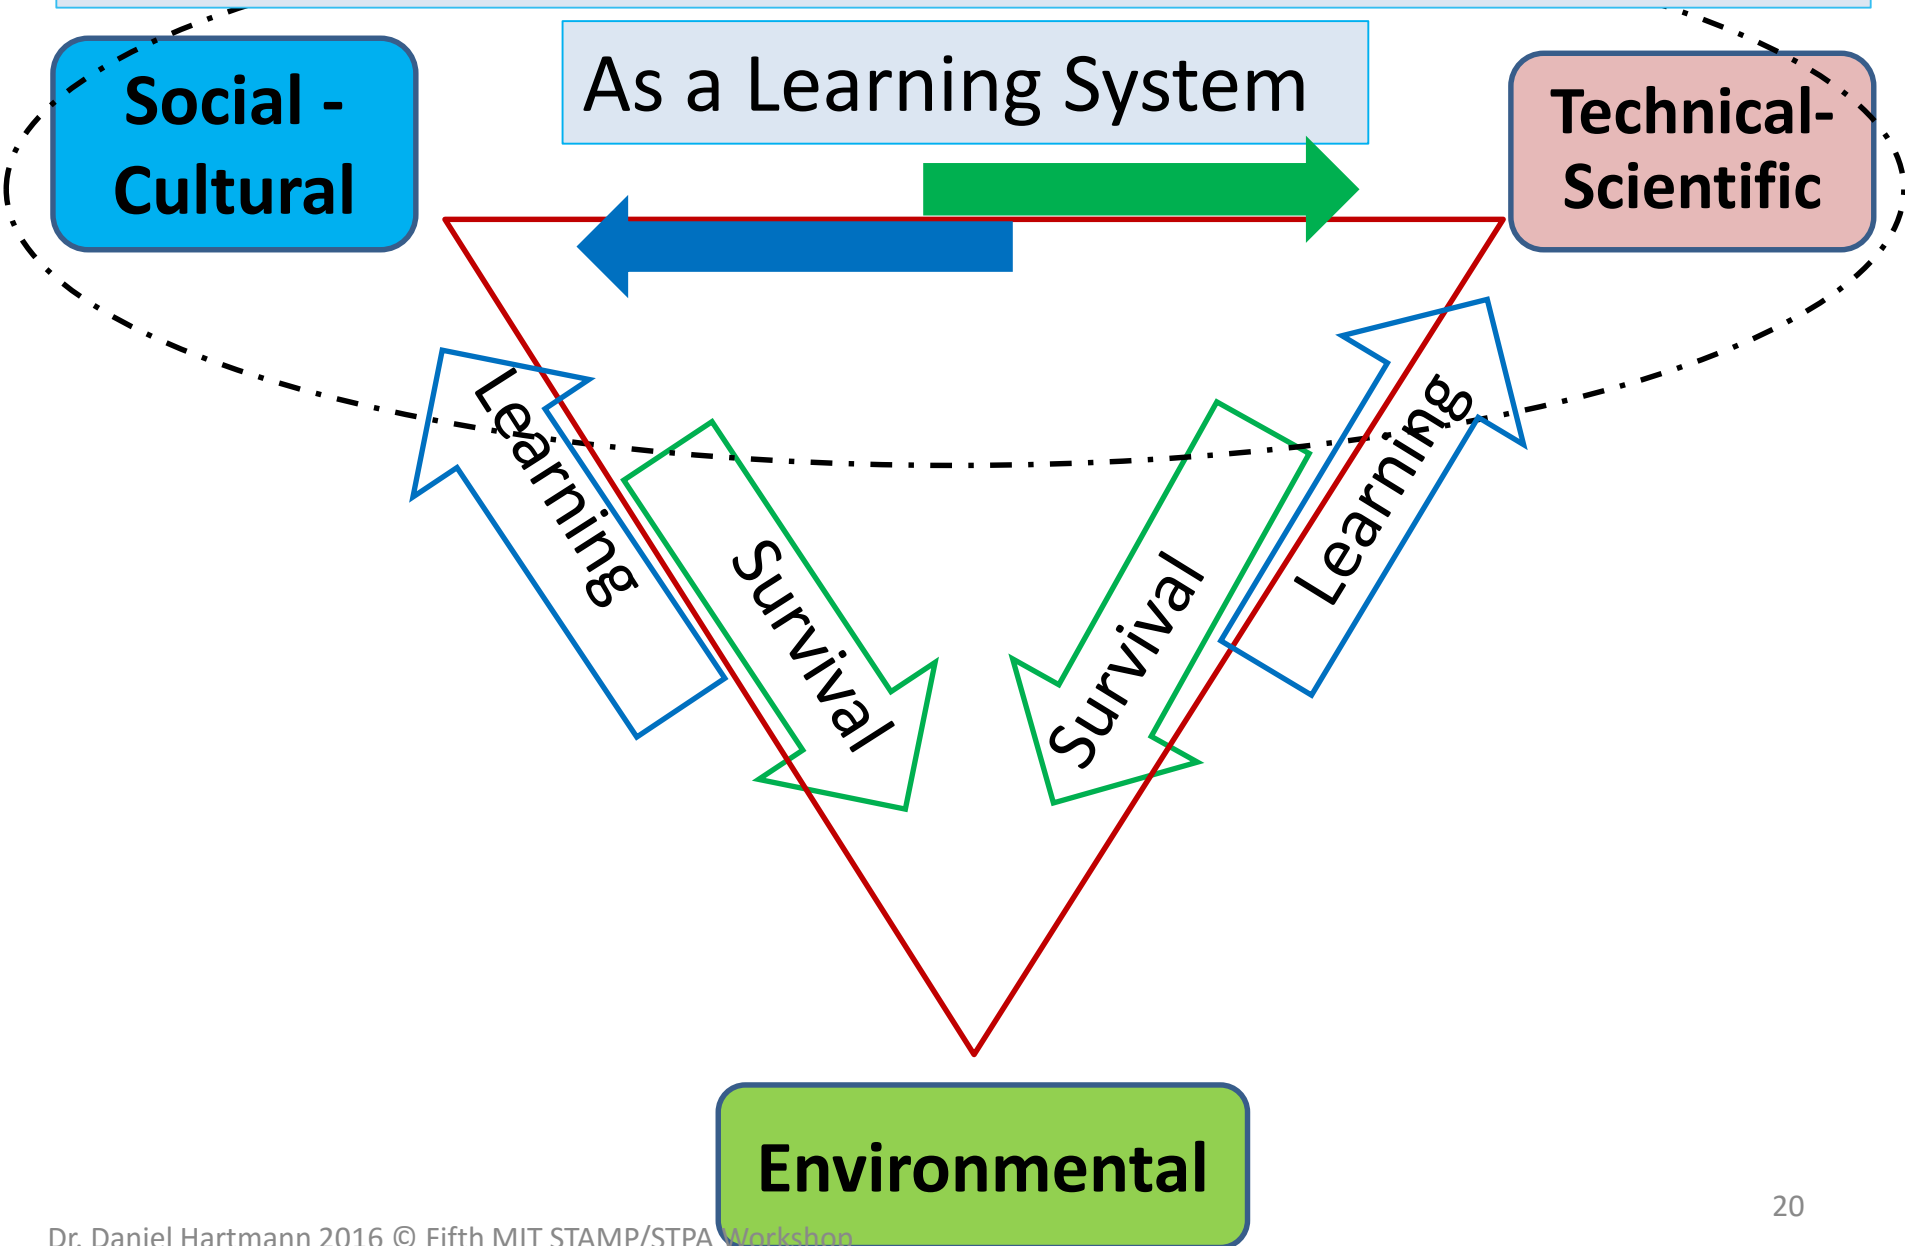 As a Learning System
Social -
Cultural
Technical-
Scientific
Learning
Survival
Survival
Learning
Environmental
20
Dr. Daniel Hartmann 2016 © Fifth MIT STAMP/STPA Workshop